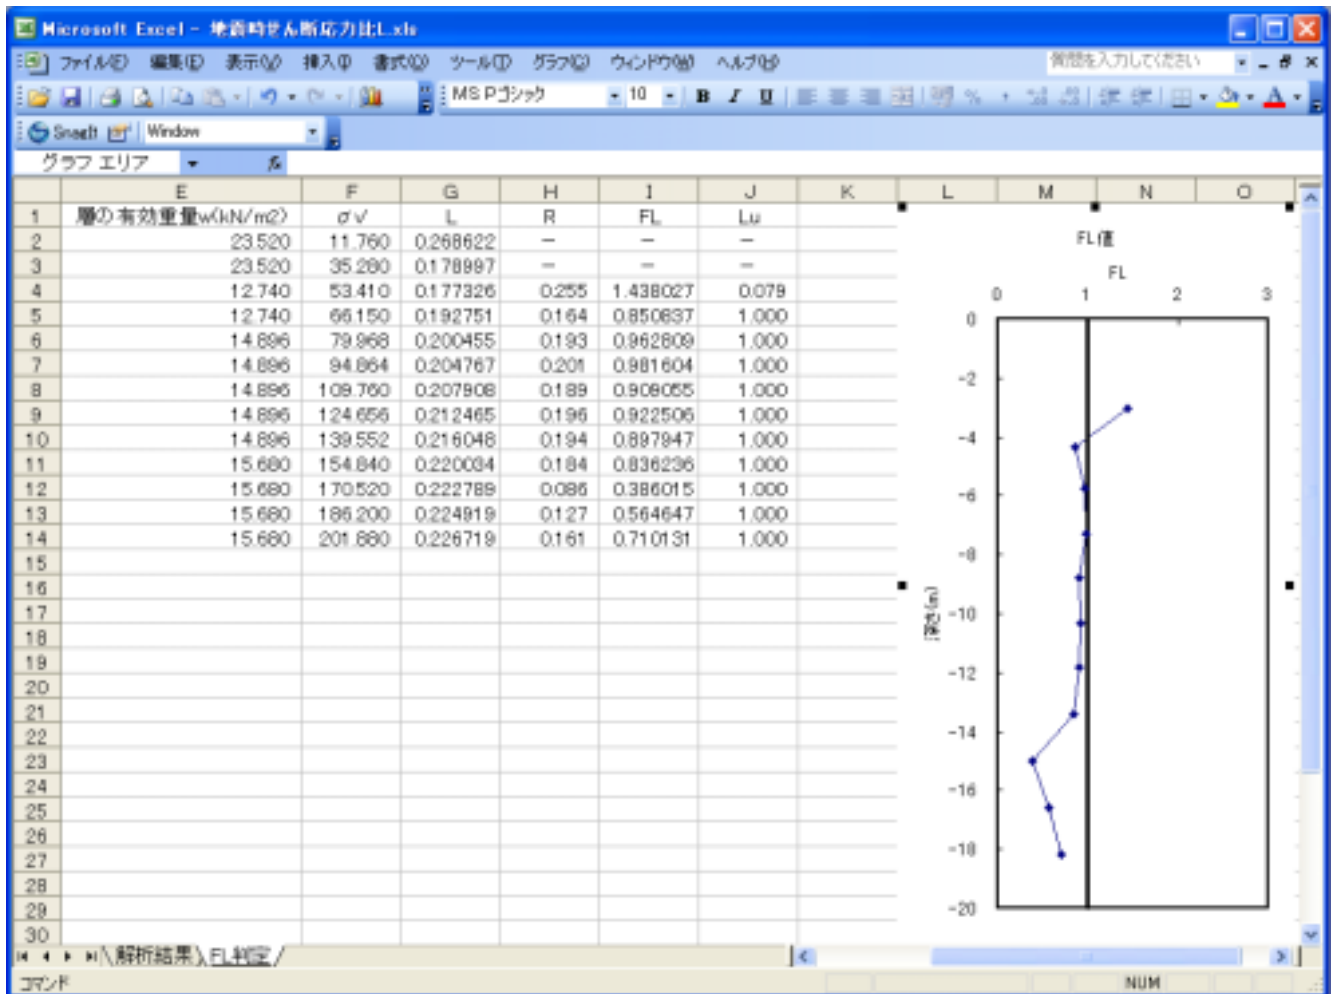 Microsoft Excel - 地震時せん断応力比L.xls
ファイル(F) 編集(E) 表示(V) 挿入(I) 書式(O) ツール(T) グラフ(C) ウィンドウ(W) ヘルプ(H) 質問を入力してください
MS Pゴシック 10 B I U
SnagIt Window
グラフ エリア fx
E F G H I J K L M N O
1 層の有効重量w(kN/m2) σv' L R FL Lu
2 23.520 11.760 0.268622 - - -
3 23.520 35.280 0.178997 - - -
4 12.740 53.410 0.177326 0.255 1.438027 0.079
5 12.740 66.150 0.192751 0.164 0.850837 1.000
6 14.896 79.968 0.200455 0.193 0.962809 1.000
7 14.896 94.864 0.204767 0.201 0.981604 1.000
8 14.896 109.760 0.207908 0.189 0.909055 1.000
9 14.896 124.656 0.212465 0.196 0.922506 1.000
10 14.896 139.552 0.216048 0.194 0.897947 1.000
11 15.680 154.840 0.220034 0.184 0.836236 1.000
12 15.680 170.520 0.222789 0.086 0.386015 1.000
13 15.680 186.200 0.224919 0.127 0.564647 1.000
14 15.680 201.880 0.226719 0.161 0.710131 1.000
15
16
17
18
19
20
21
22
23
24
25
26
27
28
29
30
FL値
FL
0 1 2 3
0
-2
-4
-6
-8
-10
-12
-14
-16
-18
-20
深さ(m)
解析結果 FL判定
コマンド NUM